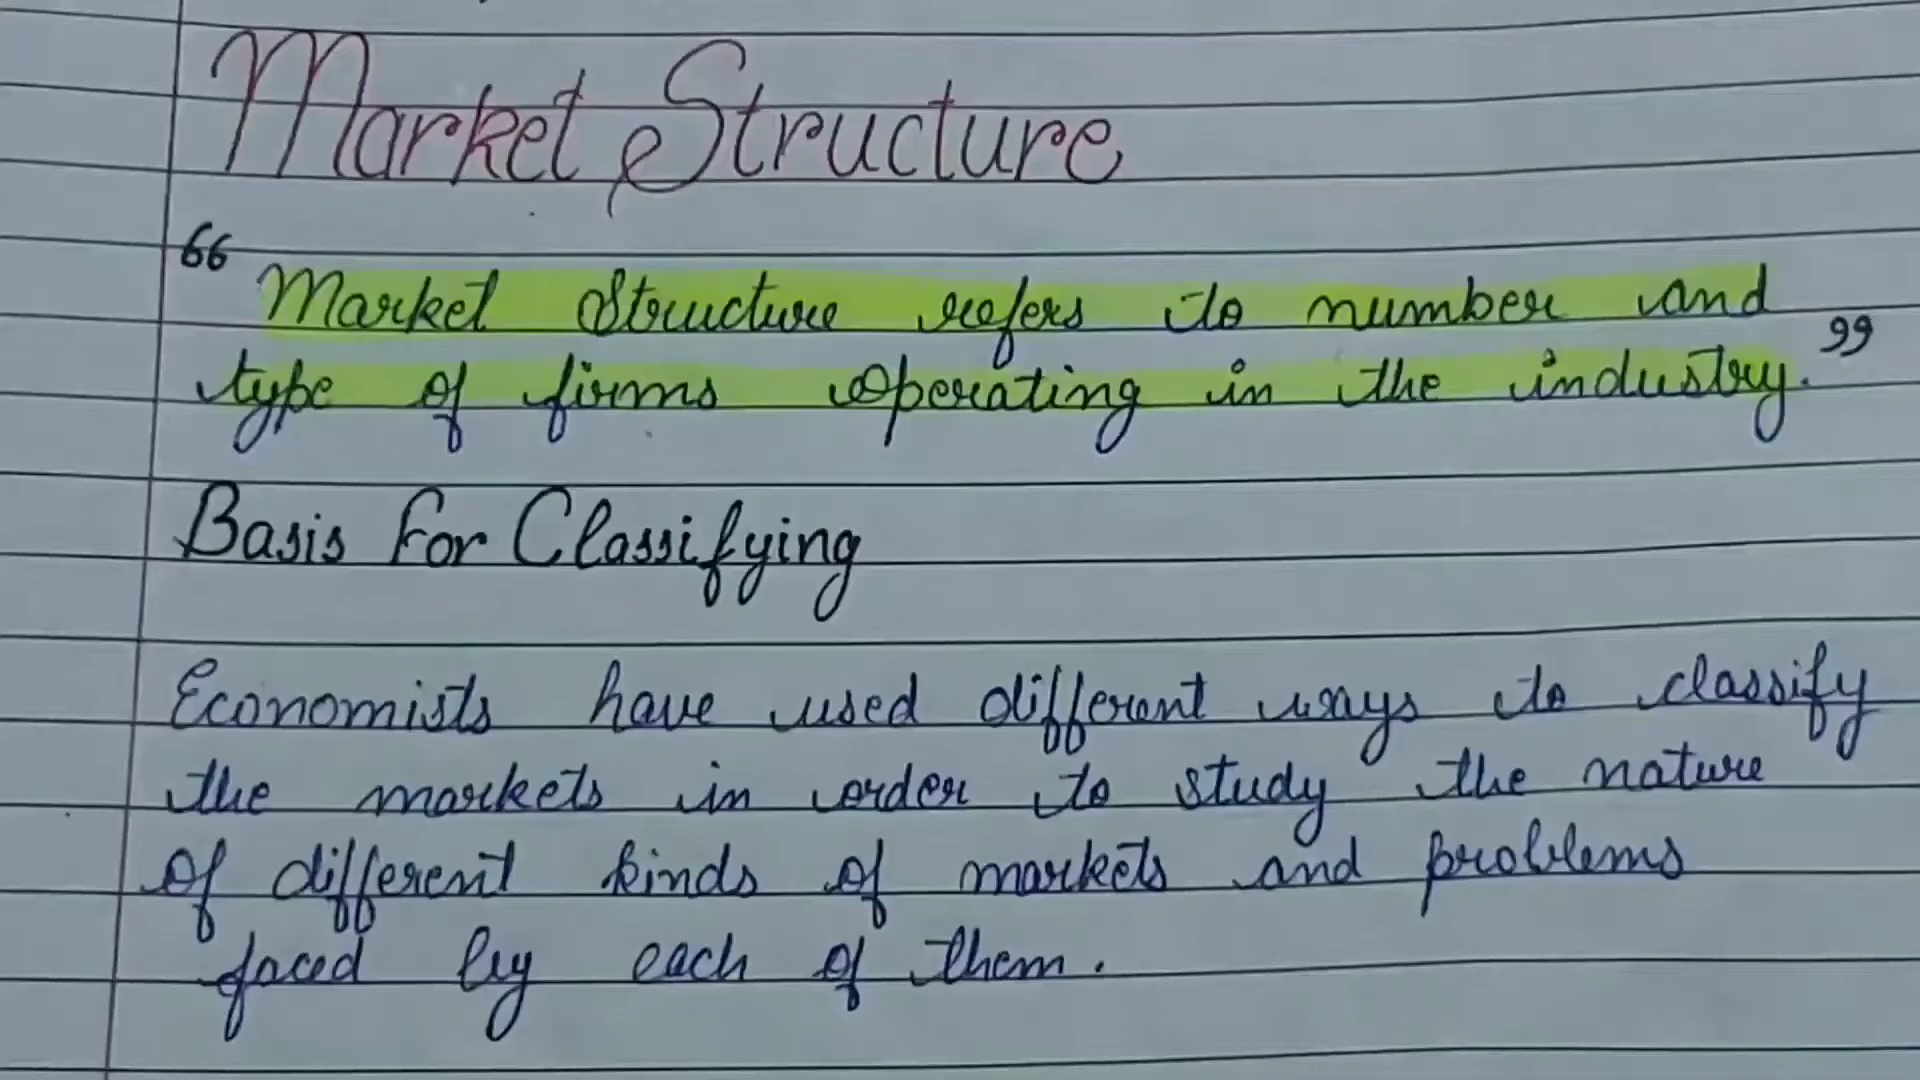 Market Structure
“ Market Structure refers to number and
type of firms operating in the industry. ”
Basis For Classifying
Economists have used different ways to classify
the markets in order to study the nature
of different kinds of markets and problems
faced by each of them.